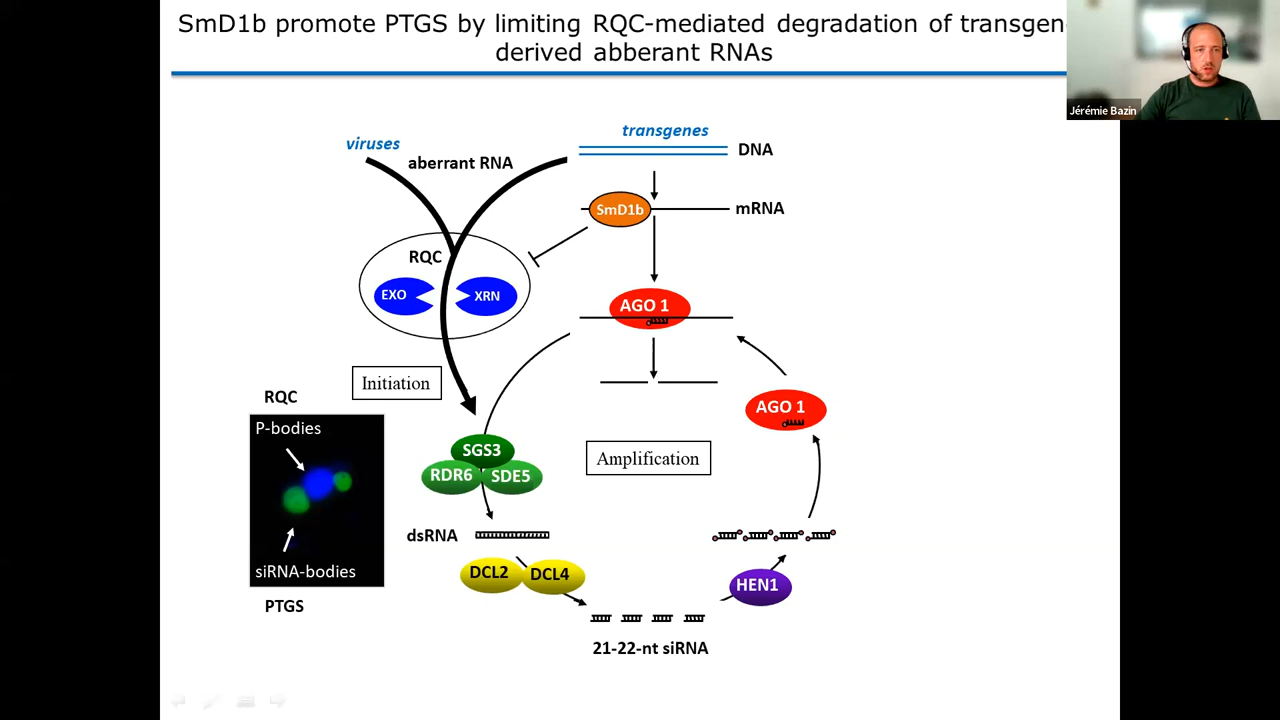 SmD1b promote PTGS by limiting RQC-mediated degradation of transgen
derived abberant RNAs
Jérémie Bazin
viruses
aberrant RNA
transgenes
DNA
SmD1b
mRNA
RQC
EXO
XRN
AGO 1
Initiation
AGO 1
RQC
P-bodies
siRNA-bodies
PTGS
SGS3
RDR6
SDE5
Amplification
dsRNA
DCL2
DCL4
HEN1
21-22-nt siRNA